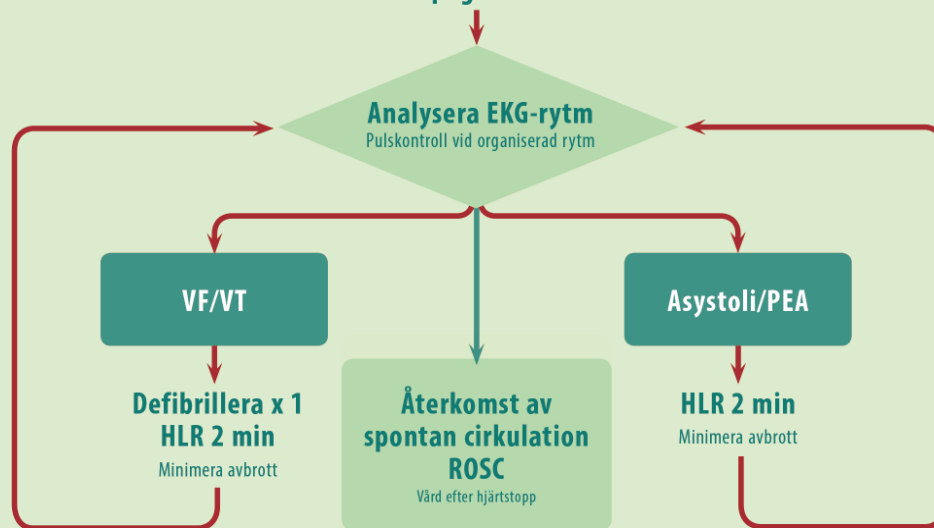 Analysera EKG-rytm
Pulskontroll vid organiserad rytm
VF/VT
Asystoli/PEA
Defibrillera x 1
HLR 2 min
Minimera avbrott
Återkomst av
spontan cirkulation
ROSC
Vård efter hjärtstopp
HLR 2 min
Minimera avbrott